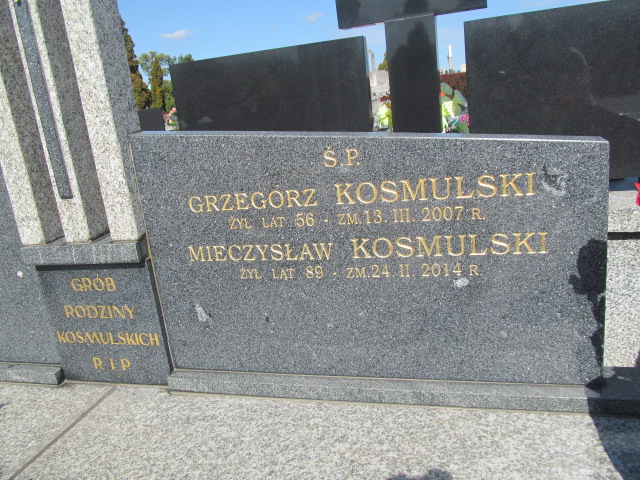 Ś.P.
GRZEGORZ KOSMULSKI
ŻYŁ LAT 56 - ZM.13.III.2007 R.
MIECZYSŁAW KOSMULSKI
ŻYŁ LAT 89 - ZM.24.II.2014 R.
GRÓB
RODZINY
KOSMULSKICH
R i P